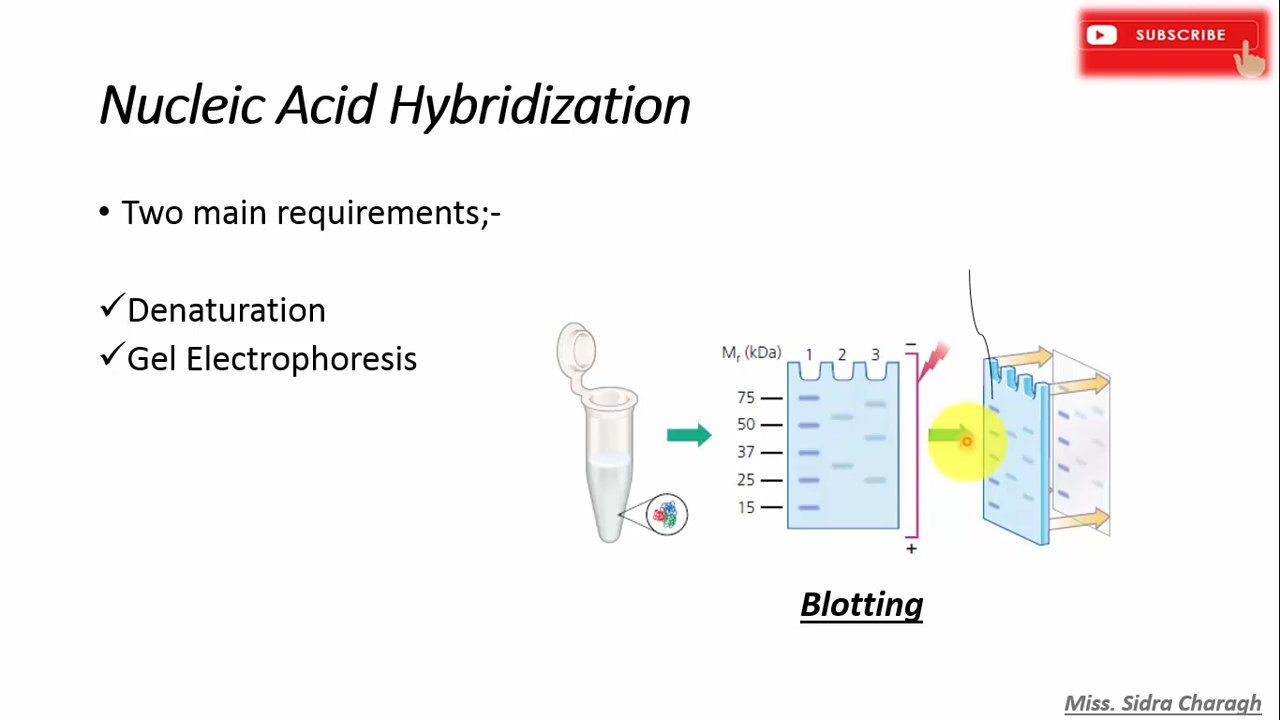 SUBSCRIBE
Nucleic Acid Hybridization
• Two main requirements;-
✓Denaturation
✓Gel Electrophoresis
Mr (kDa) 1 2 3 −
75
50
37
25
15
+
Blotting
Miss. Sidra Charagh